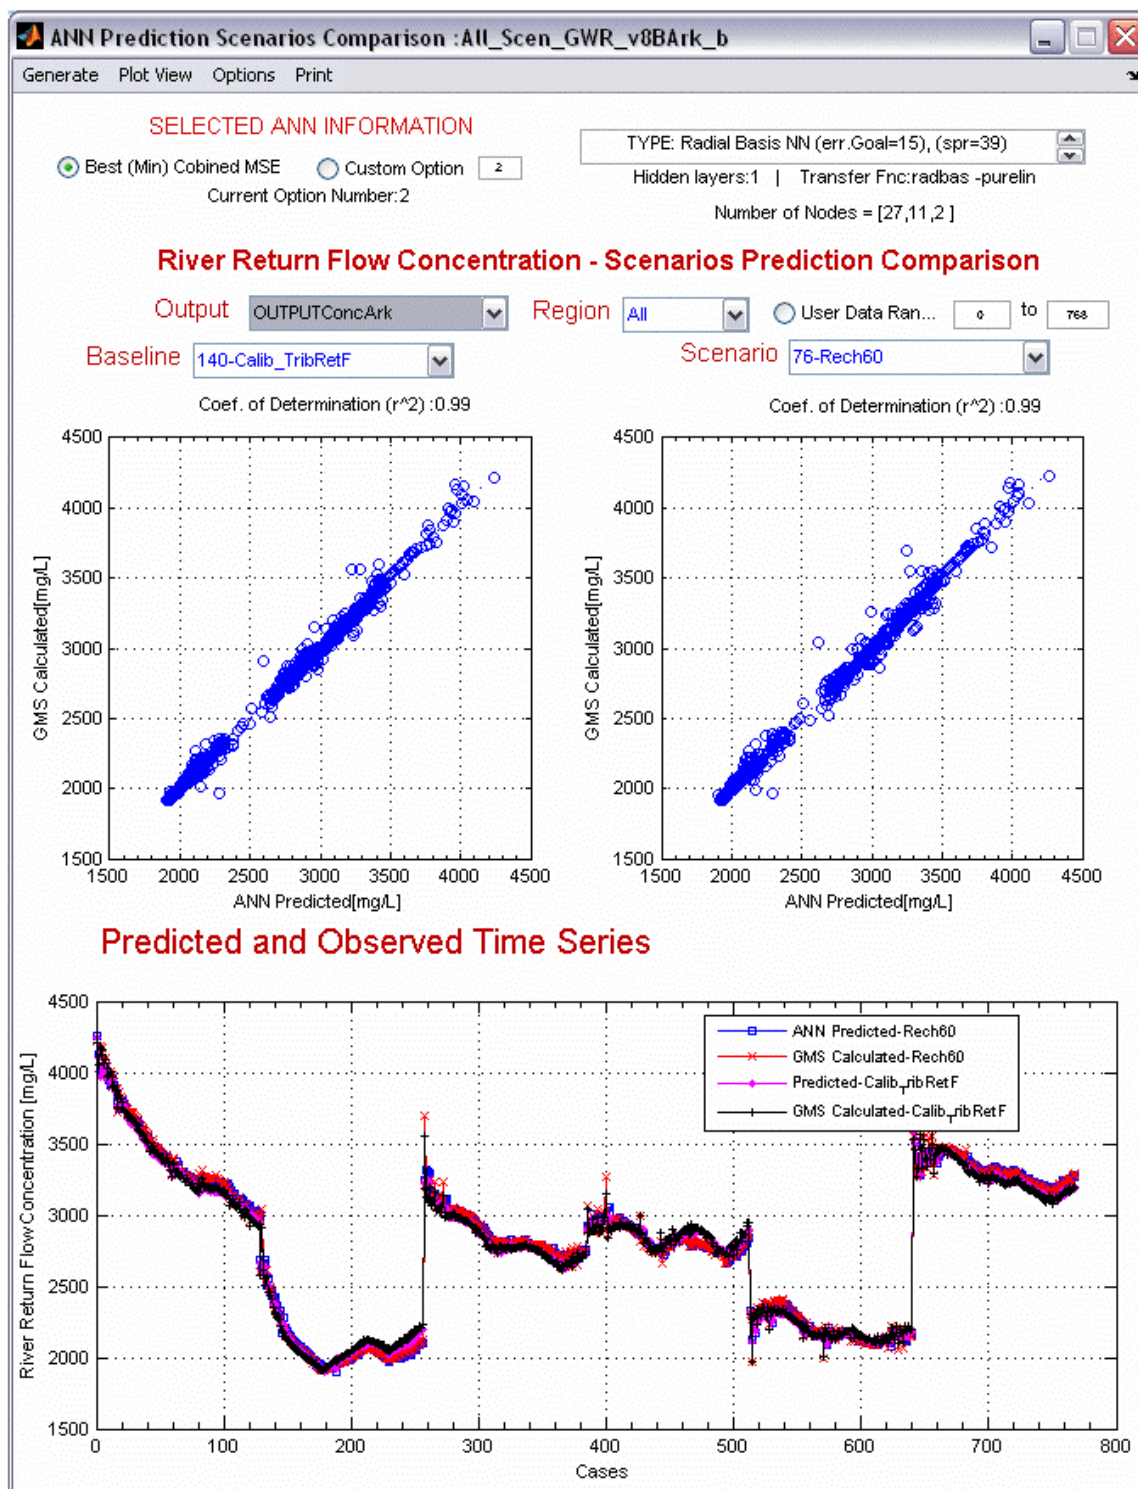 ANN Prediction Scenarios Comparison :All_Scen_GWR_v8BArk_b
Generate Plot View Options Print
SELECTED ANN INFORMATION
Best (Min) Cobined MSE Custom Option 2
Current Option Number:2
TYPE: Radial Basis NN (err.Goal=15), (spr=39)
Hidden layers:1 | Transfer Fnc:radbas -purelin
Number of Nodes = [27,11,2 ]
River Return Flow Concentration - Scenarios Prediction Comparison
Output OUTPUTConcArk Region All User Data Ran... 0 to 768
Baseline 140-Calib_TribRetF Scenario 76-Rech60
Coef. of Determination (r^2) :0.99
4500
4000
3500
3000
2500
2000
1500
GMS Calculated[mg/L]
1500 2000 2500 3000 3500 4000 4500
ANN Predicted[mg/L]
Coef. of Determination (r^2) :0.99
4500
4000
3500
3000
2500
2000
1500
GMS Calculated[mg/L]
1500 2000 2500 3000 3500 4000 4500
ANN Predicted[mg/L]
Predicted and Observed Time Series
4500
4000
3500
3000
2500
2000
1500
River Return Flow Concentration [mg/L]
ANN Predicted-Rech60
GMS Calculated-Rech60
Predicted-Calib_TribRetF
GMS Calculated-Calib_TribRetF
0 100 200 300 400 500 600 700 800
Cases